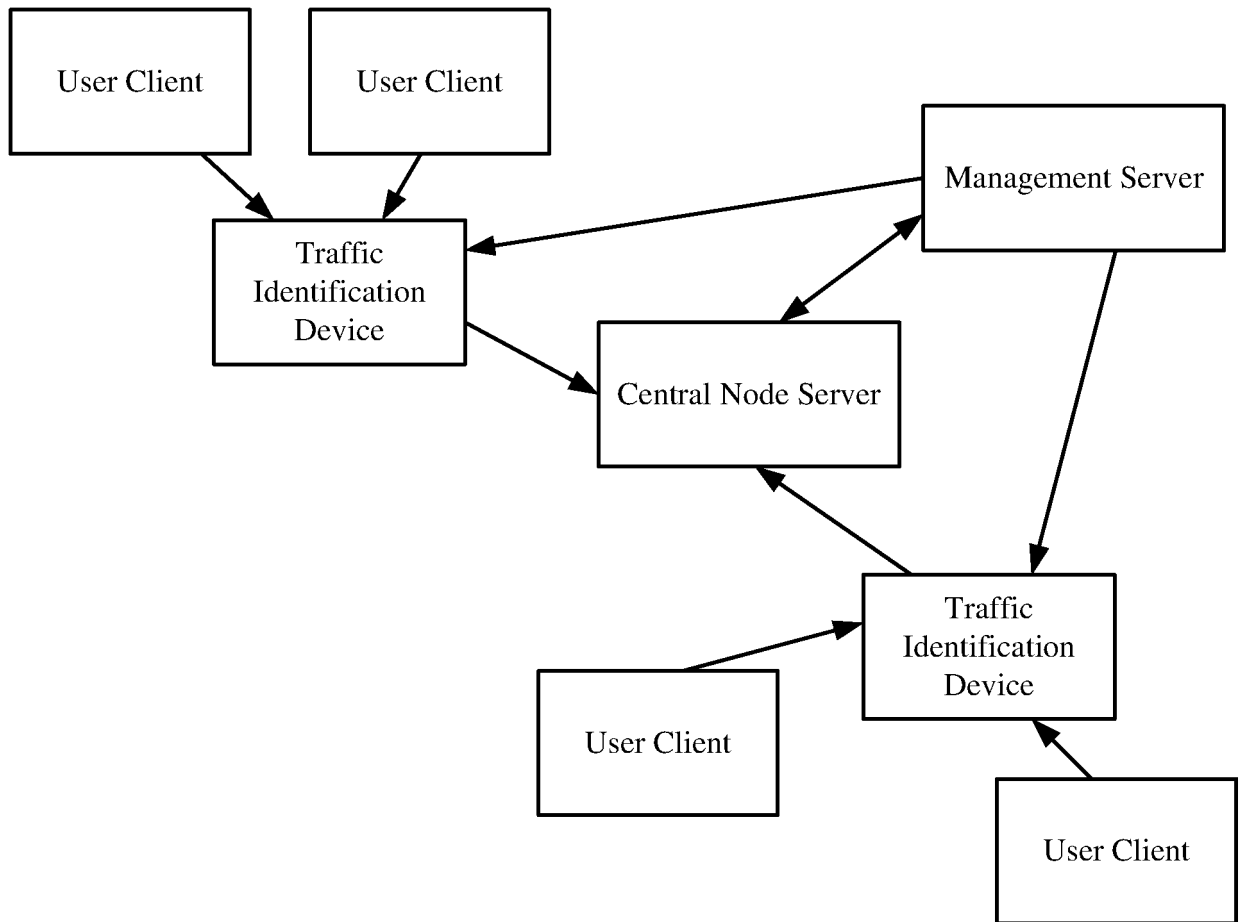 User Client
User Client
Management Server
Traffic
Identification
Device
Central Node Server
Traffic
Identification
Device
User Client
User Client